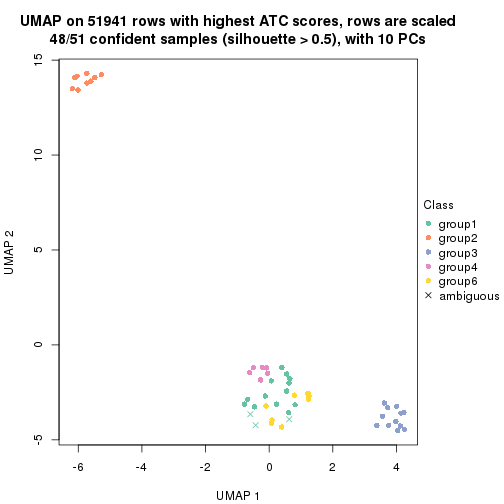 UMAP on 51941 rows with highest ATC scores, rows are scaled
48/51 confident samples (silhouette > 0.5), with 10 PCs
15
10
5
0
-5
UMAP 2
-6
-4
-2
0
2
4
UMAP 1
Class
group1
group2
group3
group4
group6
ambiguous